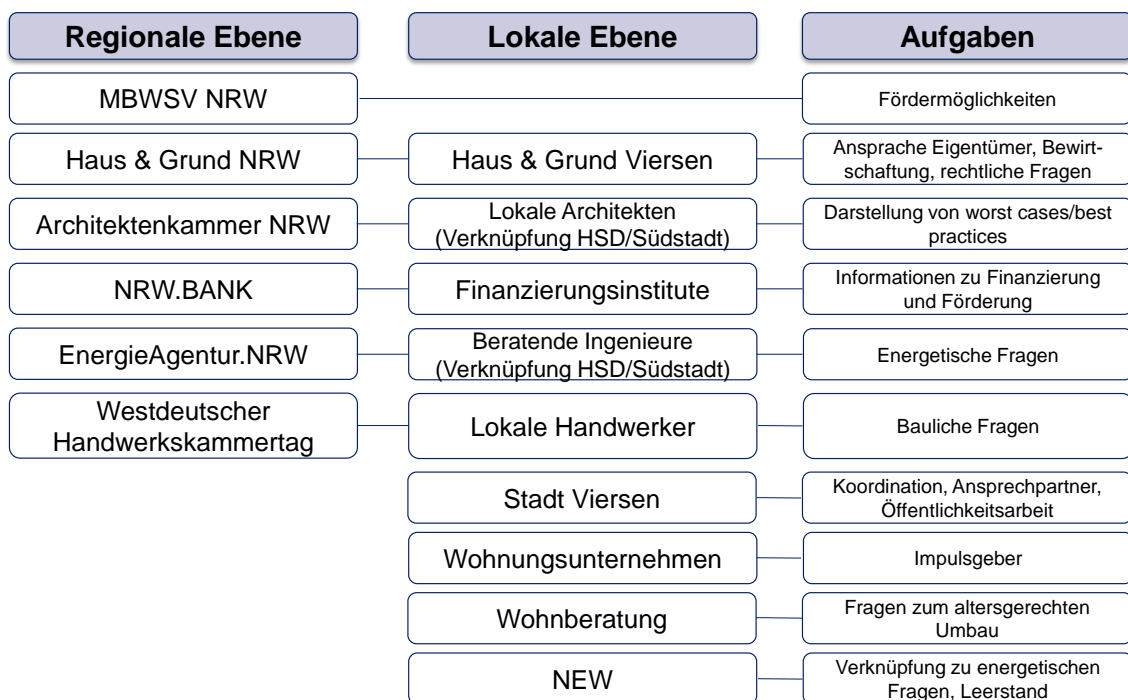 Regionale Ebene
Lokale Ebene
Aufgaben
MBWSV NRW
Fördermöglichkeiten
Haus & Grund NRW
Haus & Grund Viersen
Ansprache Eigentümer, Bewirt-
schaftung, rechtliche Fragen
Architektenkammer NRW
Lokale Architekten
(Verknüpfung HSD/Südstadt)
Darstellung von worst cases/best
practices
NRW.BANK
Finanzierungsinstitute
Informationen zu Finanzierung
und Förderung
EnergieAgentur.NRW
Beratende Ingenieure
(Verknüpfung HSD/Südstadt)
Energetische Fragen
Westdeutscher
Handwerkskammertag
Lokale Handwerker
Bauliche Fragen
Stadt Viersen
Koordination, Ansprechpartner,
Öffentlichkeitsarbeit
Wohnungsunternehmen
Impulsgeber
Wohnberatung
Fragen zum altersgerechten
Umbau
NEW
Verknüpfung zu energetischen
Fragen, Leerstand